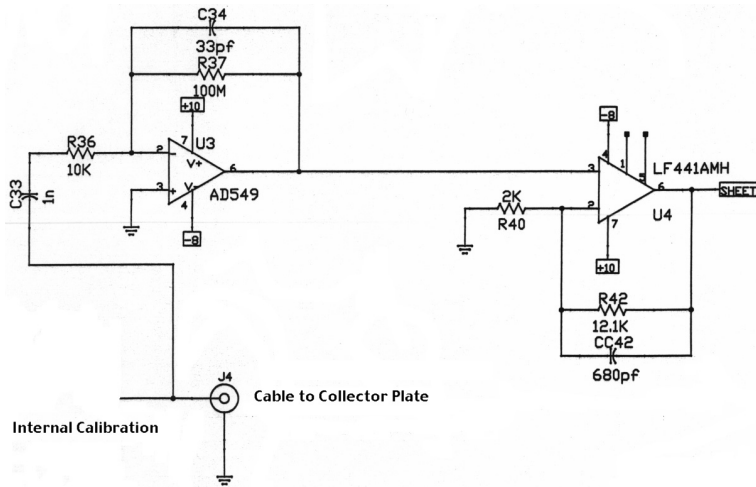 C34
33pf
R37
100M
+10
7
U3
R36
10K
2
-
V+
6
3
+
V-
AD549
4
-8
C33
1n
-8
4
1
5
LF441AMH
3
6
SHEET
2K
R40
2
U4
7
+10
R42
12.1K
CC42
680pf
J4
Cable to Collector Plate
Internal Calibration